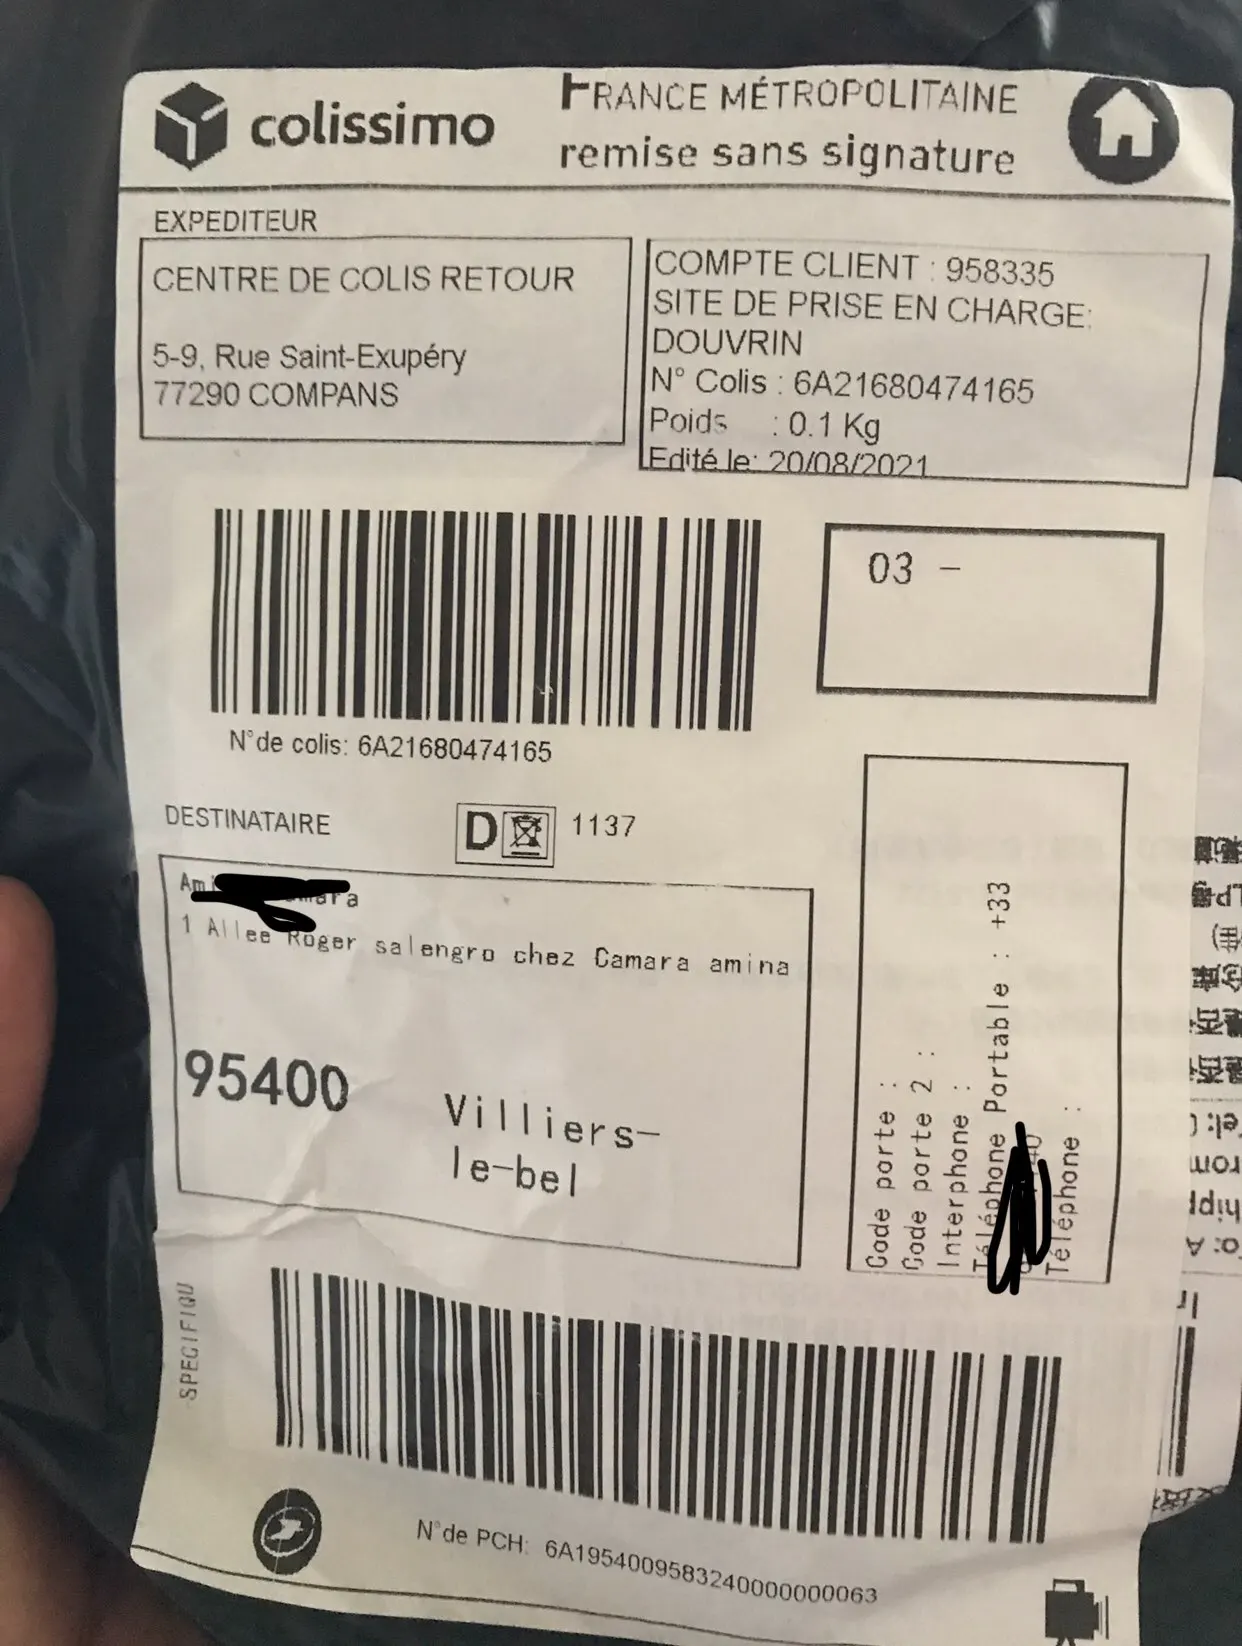 colissimo
FRANCE MÉTROPOLITAINE
remise sans signature
EXPEDITEUR
CENTRE DE COLIS RETOUR
5-9, Rue Saint-Exupéry
77290 COMPANS
COMPTE CLIENT : 958335
SITE DE PRISE EN CHARGE:
DOUVRIN
N° Colis : 6A21680474165
Poids : 0.1 Kg
Edité le: 20/08/2021
03 -
N°de colis: 6A21680474165
DESTINATAIRE
D 1137
1 Allee Roger salengro chez Camara amina
95400
Villiers-
le-bel
Code porte :
Code porte 2 :
Interphone :
Téléphone Portable : +33
Téléphone :
SPECIFIQU
N°de PCH: 6A1954009583240000000063